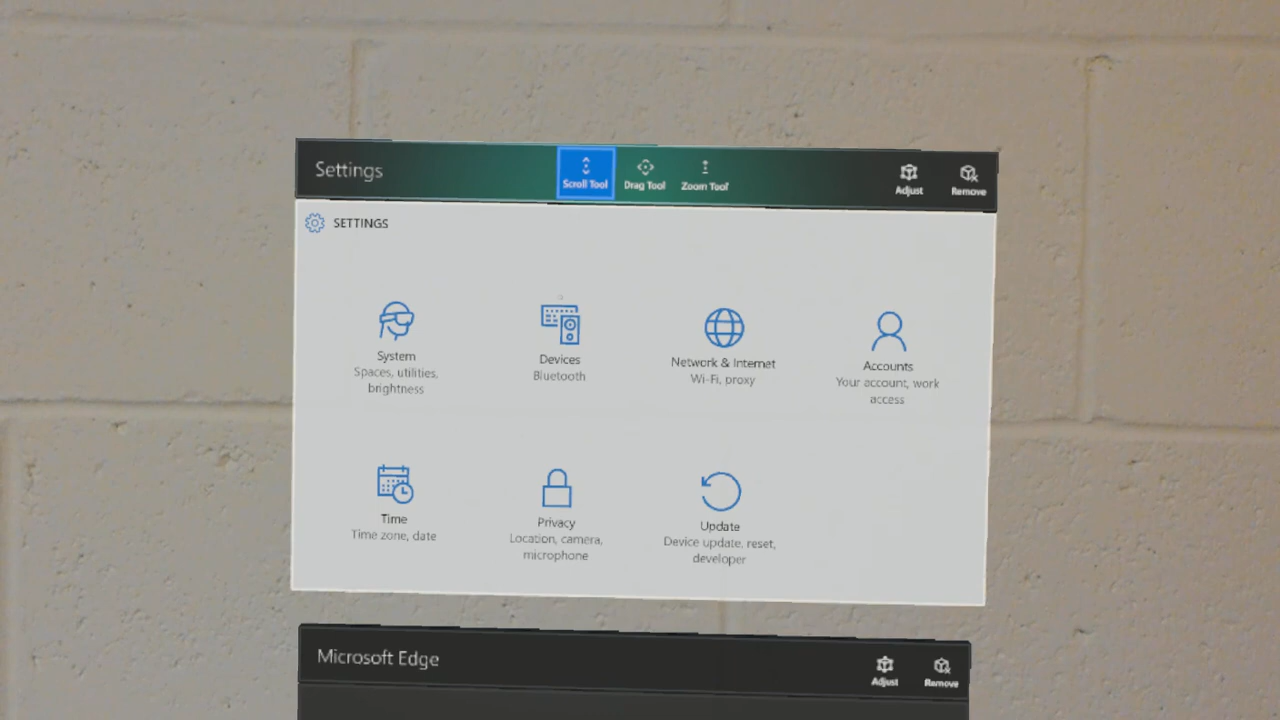 Settings
Scroll Tool
Drag Tool
Zoom Tool
Adjust
Remove
SETTINGS
System
Spaces, utilities,
brightness
Devices
Bluetooth
Network & Internet
Wi-Fi, proxy
Accounts
Your account, work
access
Time
Time zone, date
Privacy
Location, camera,
microphone
Update
Device update, reset,
developer
Microsoft Edge
Adjust
Remove